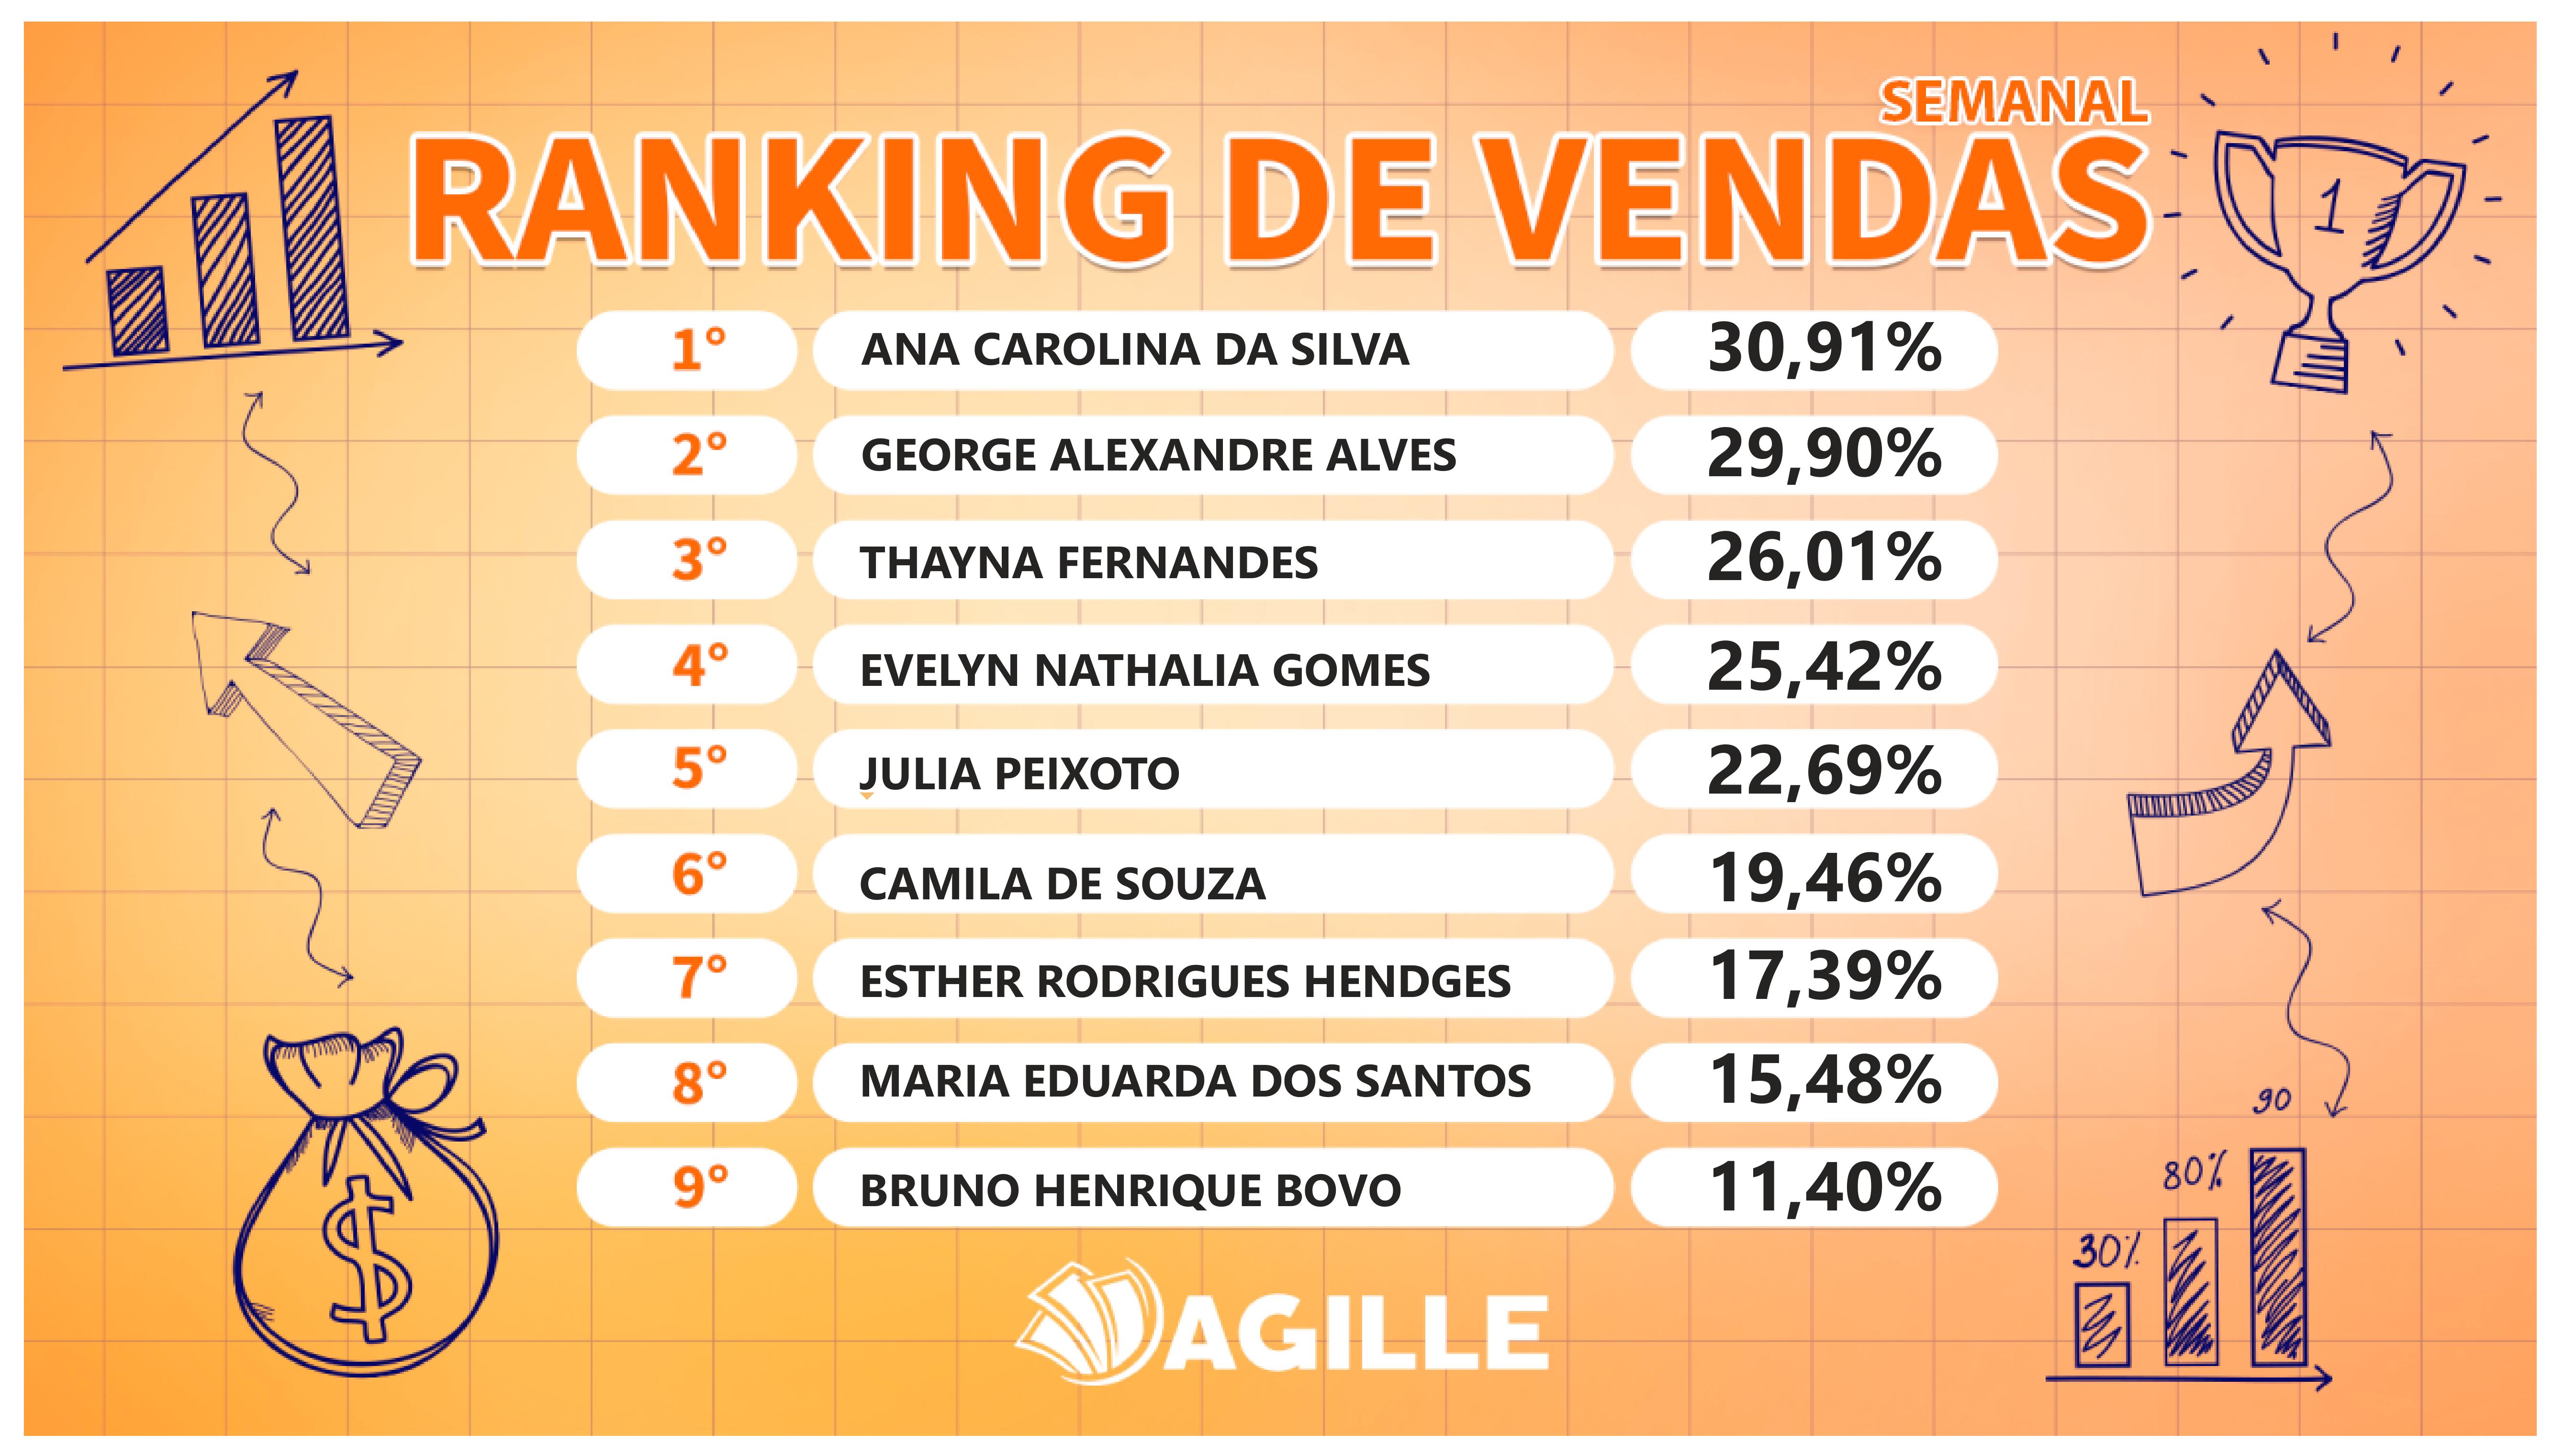 SEMANAL
RANKING DE VENDAS
1
1° ANA CAROLINA DA SILVA 30,91%
2° GEORGE ALEXANDRE ALVES 29,90%
3° THAYNA FERNANDES 26,01%
4° EVELYN NATHALIA GOMES 25,42%
5° JULIA PEIXOTO 22,69%
6° CAMILA DE SOUZA 19,46%
7° ESTHER RODRIGUES HENDGES 17,39%
8° MARIA EDUARDA DOS SANTOS 15,48%
9° BRUNO HENRIQUE BOVO 11,40%
$
30% 80% 90
AGILLE